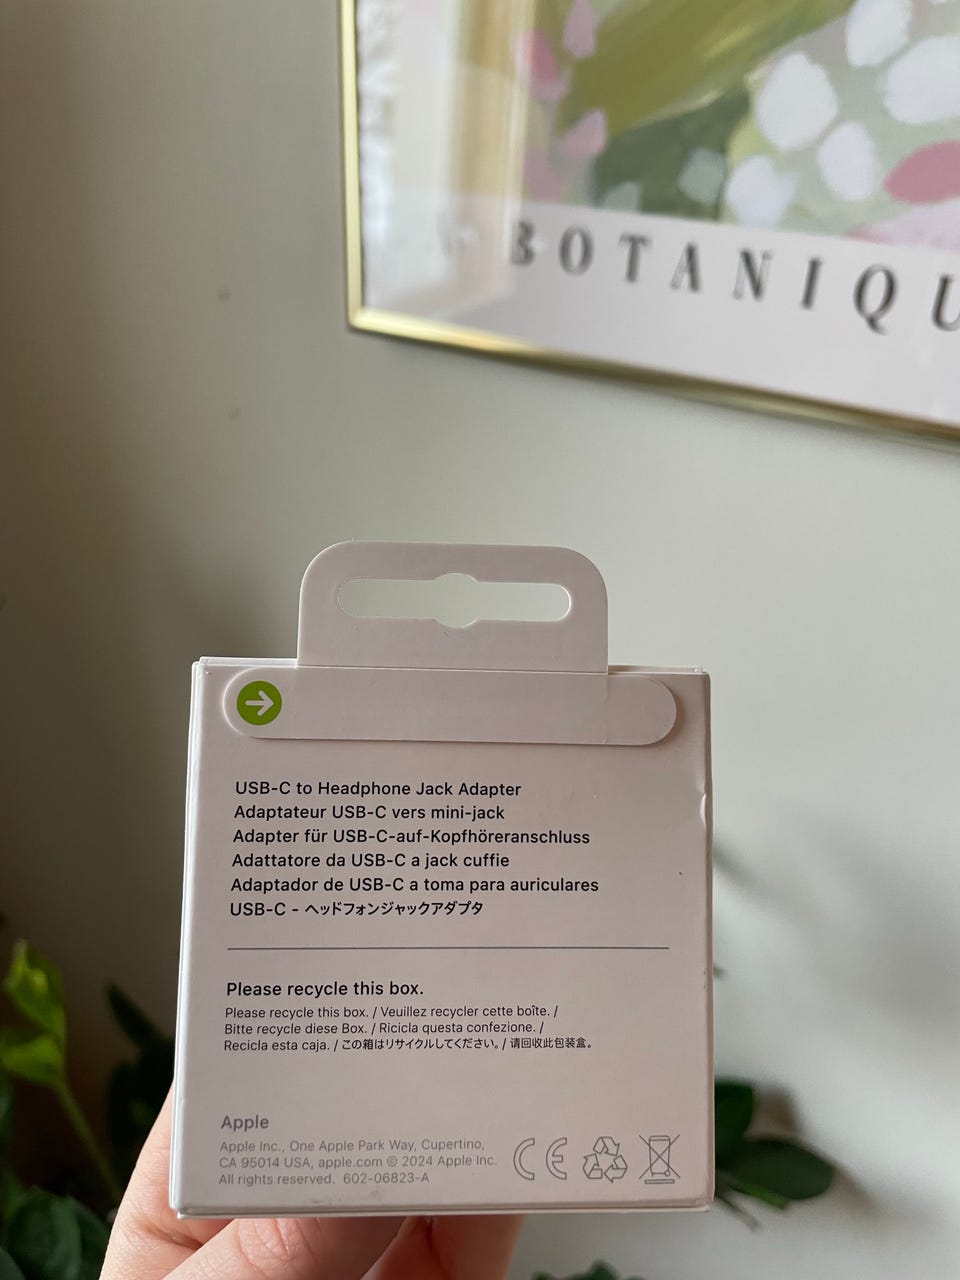 BOTANIQU
USB-C to Headphone Jack Adapter
Adaptateur USB-C vers mini-jack
Adapter für USB-C-auf-Kopfhöreranschluss
Adattatore da USB-C a jack cuffie
Adaptador de USB-C a toma para auriculares
USB-C - ヘッドフォンジャックアダプタ
Please recycle this box.
Please recycle this box. / Veuillez recycler cette boîte. /
Bitte recycle diese Box. / Ricicla questa confezione. /
Recicla esta caja. / この箱はリサイクルしてください。/ 请回收此包装盒。
Apple
Apple Inc., One Apple Park Way, Cupertino,
CA 95014 USA, apple.com © 2024 Apple Inc.
All rights reserved. 602-06823-A
CE